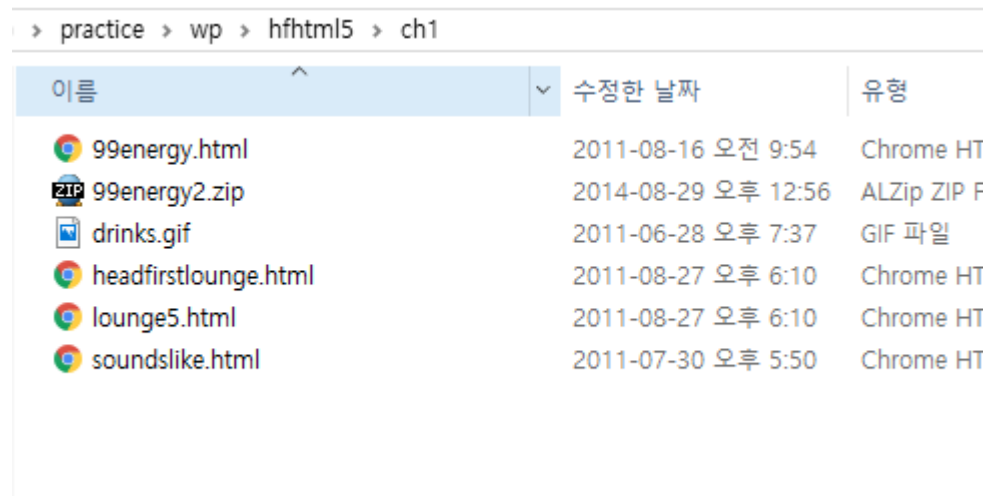 › practice › wp › hfhtml5 › ch1
이름 수정한 날짜 유형
99energy.html 2011-08-16 오전 9:54 Chrome HT
ZIP 99energy2.zip 2014-08-29 오후 12:56 ALZip ZIP F
drinks.gif 2011-06-28 오후 7:37 GIF 파일
headfirstlounge.html 2011-08-27 오후 6:10 Chrome HT
lounge5.html 2011-08-27 오후 6:10 Chrome HT
soundslike.html 2011-07-30 오후 5:50 Chrome HT